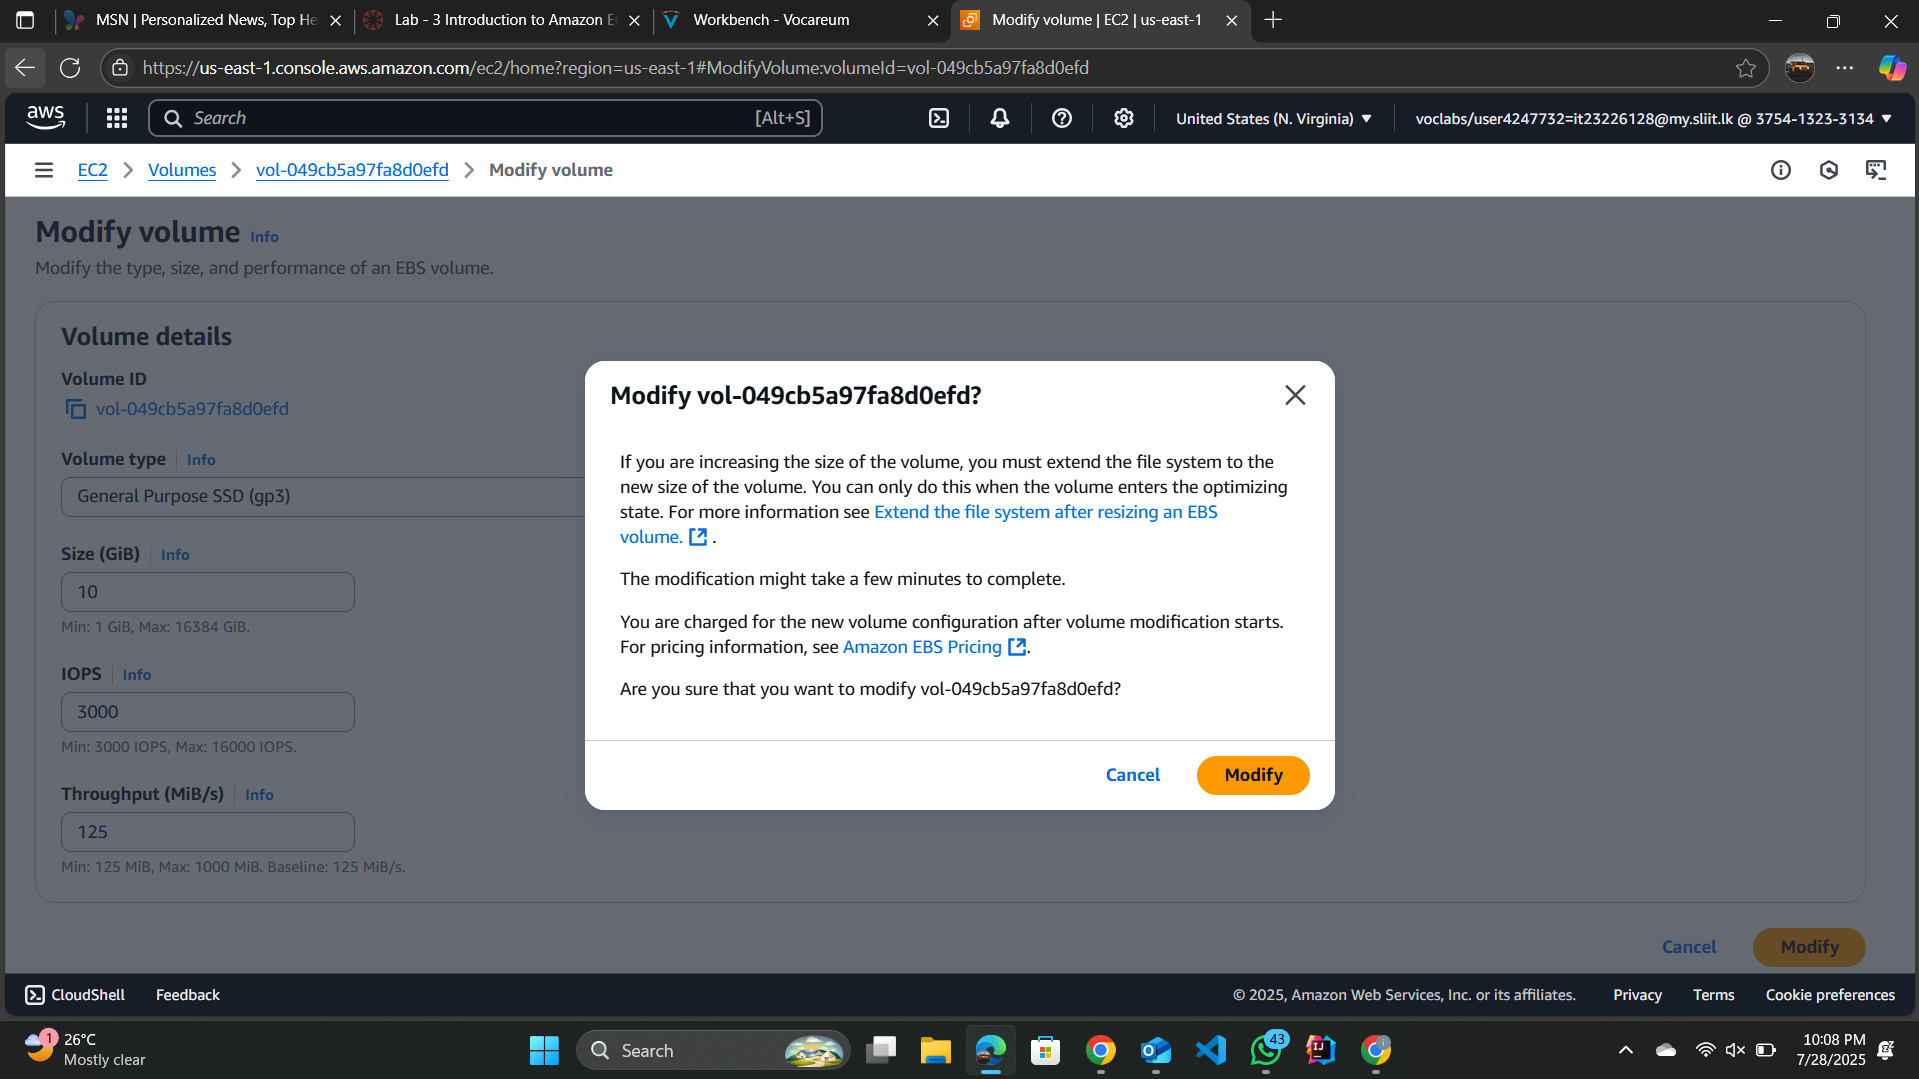 MSN | Personalized News, Top He
Lab - 3 Introduction to Amazon E
Workbench - Vocareum
Modify volume | EC2 | us-east-1
https://us-east-1.console.aws.amazon.com/ec2/home?region=us-east-1#ModifyVolume:volumeId=vol-049cb5a97fa8d0efd
aws
Search
[Alt+S]
United States (N. Virginia)
voclabs/user4247732=it23226128@my.sliit.lk @ 3754-1323-3134
EC2 > Volumes > vol-049cb5a97fa8d0efd > Modify volume
Modify volume Info
Modify the type, size, and performance of an EBS volume.
Volume details
Volume ID
vol-049cb5a97fa8d0efd
Volume type Info
General Purpose SSD (gp3)
Size (GiB) Info
10
Min: 1 GiB, Max: 16384 GiB.
IOPS Info
3000
Min: 3000 IOPS, Max: 16000 IOPS.
Throughput (MiB/s) Info
125
Min: 125 MiB, Max: 1000 MiB. Baseline: 125 MiB/s.
Modify vol-049cb5a97fa8d0efd?
If you are increasing the size of the volume, you must extend the file system to the
new size of the volume. You can only do this when the volume enters the optimizing
state. For more information see Extend the file system after resizing an EBS
volume. .
The modification might take a few minutes to complete.
You are charged for the new volume configuration after volume modification starts.
For pricing information, see Amazon EBS Pricing .
Are you sure that you want to modify vol-049cb5a97fa8d0efd?
Cancel
Modify
Cancel
Modify
CloudShell
Feedback
© 2025, Amazon Web Services, Inc. or its affiliates.
Privacy
Terms
Cookie preferences
1
26°C
Mostly clear
Search
43
10:08 PM
7/28/2025